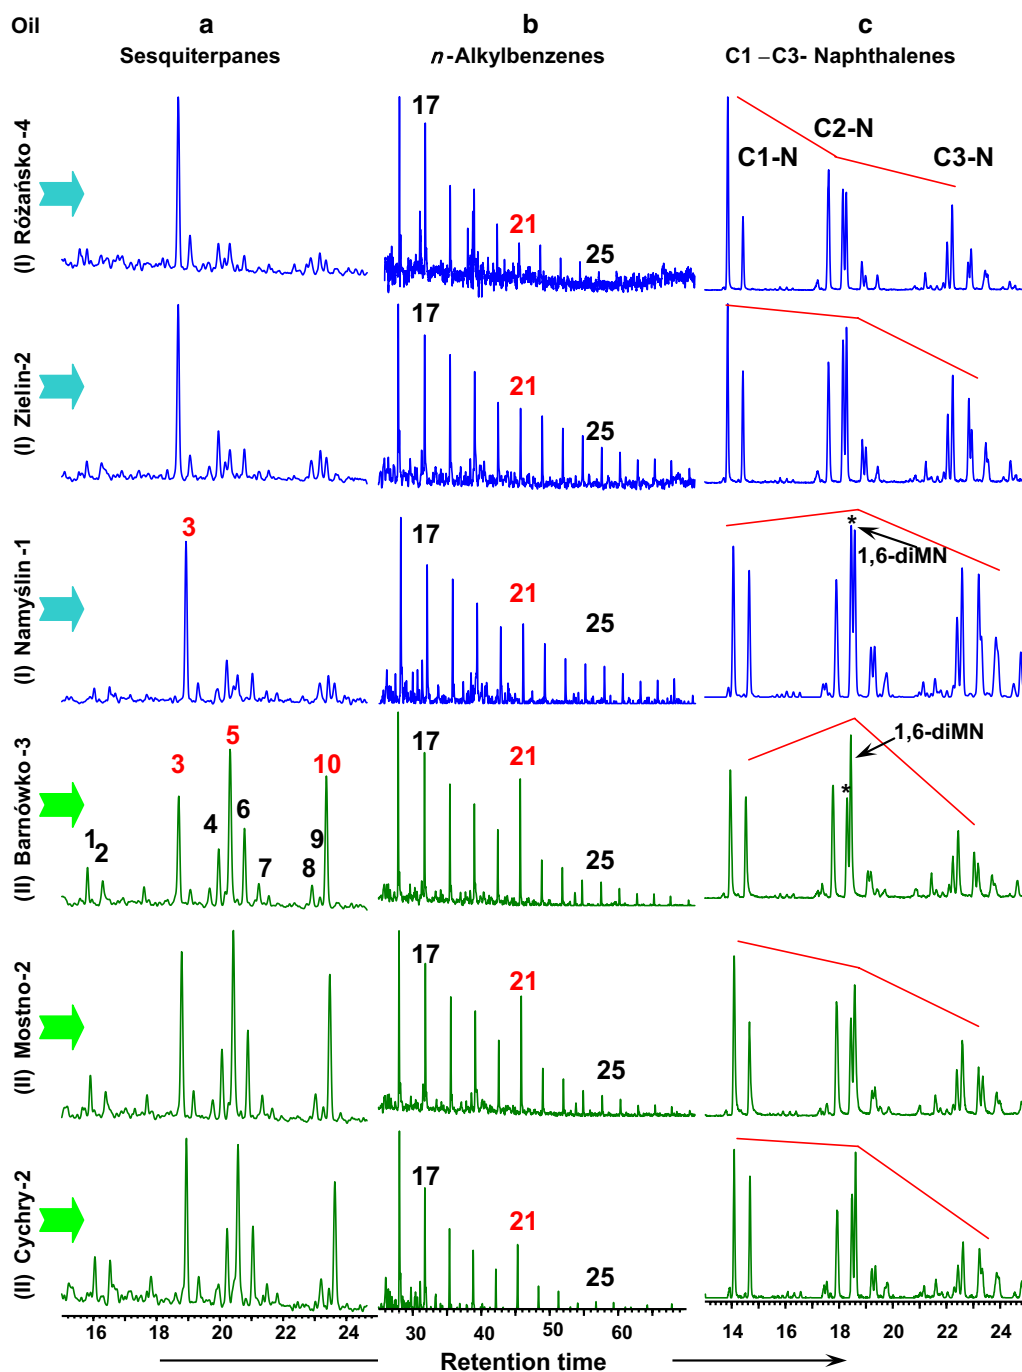 Oil a b c
Sesquiterpanes n-Alkylbenzenes C1 –C3- Naphthalenes
(I) Różańsko-4
17
21
25
C1-N
C2-N
C3-N
(I) Zielin-2
17
21
25
(I) Namyślin-1
3
17
21
25
*
1,6-diMN
(II) Barnówko-3
1
2
3
4
5
6
7
8
9
10
17
21
25
*
1,6-diMN
(II) Mostno-2
17
21
25
(II) Cychry-2
17
21
25
16 18 20 22 24 30 40 50 60 14 16 18 20 22 24
Retention time